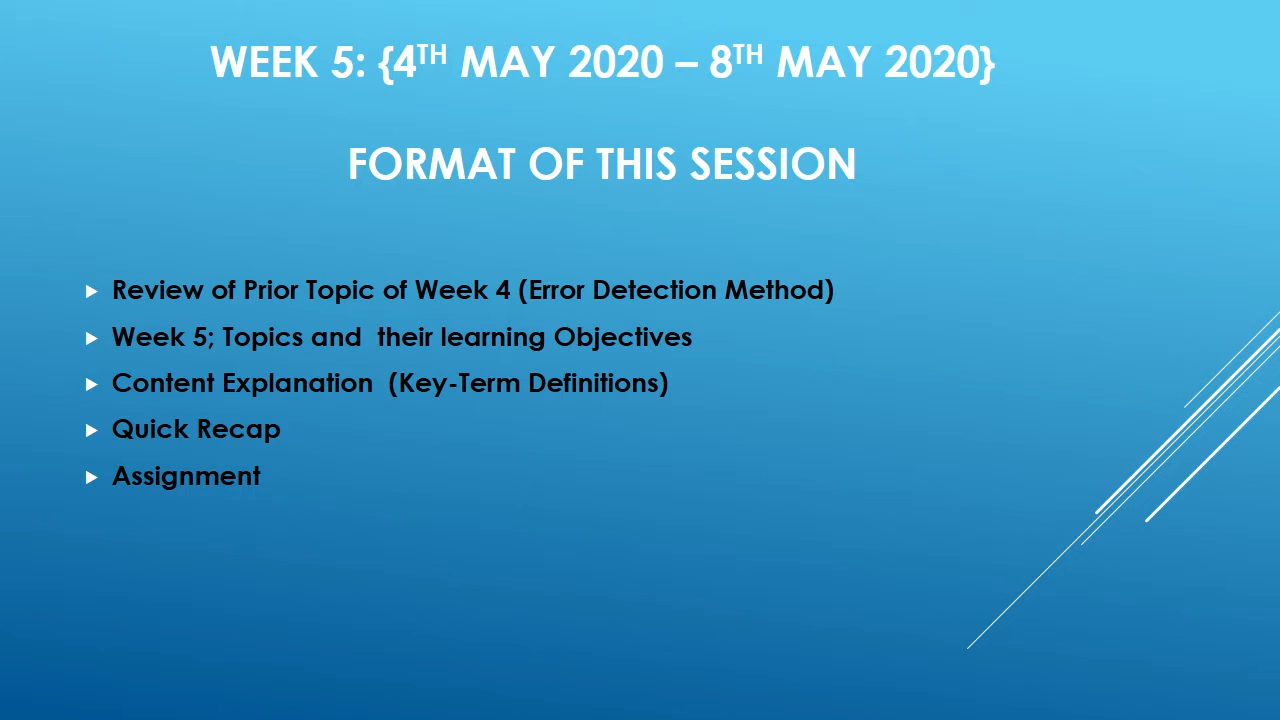 WEEK 5: {4TH MAY 2020 – 8TH MAY 2020}
FORMAT OF THIS SESSION
Review of Prior Topic of Week 4 (Error Detection Method)
Week 5; Topics and  their learning Objectives
Content Explanation  (Key-Term Definitions)
Quick Recap
Assignment